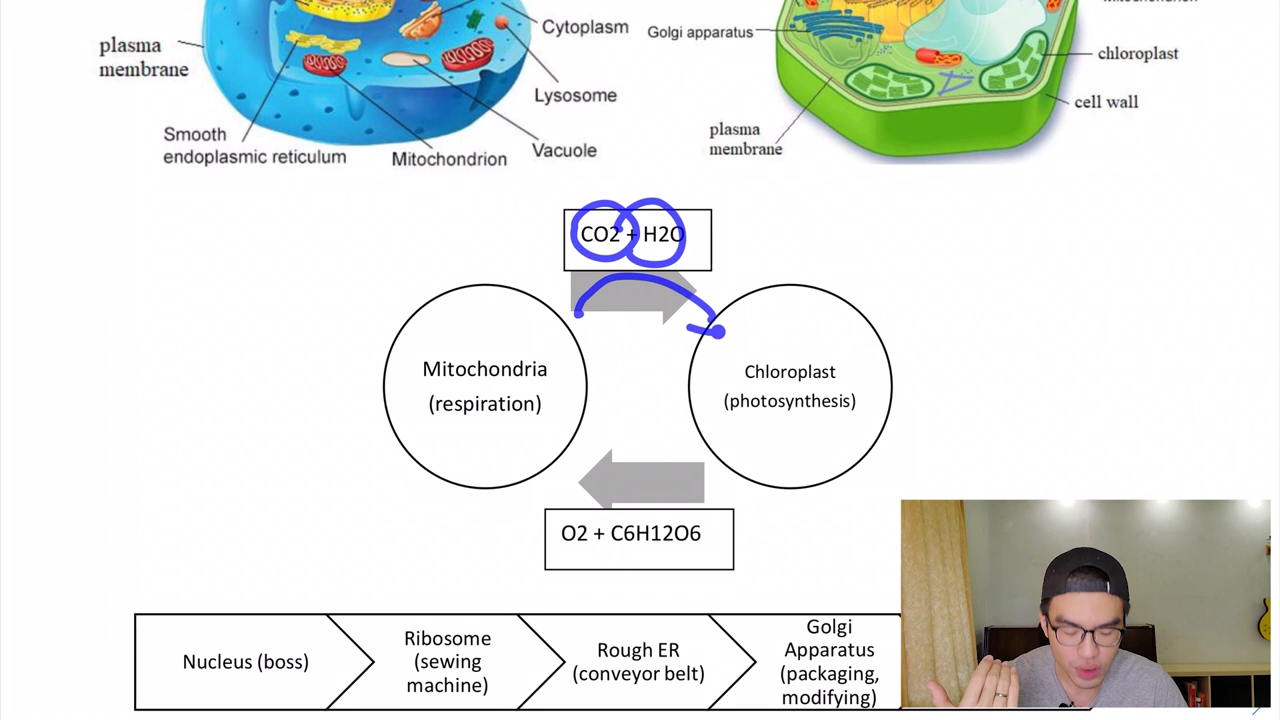 plasma
membrane
Smooth
endoplasmic reticulum
Mitochondrion
Vacuole
Lysosome
Cytoplasm
Golgi apparatus
plasma
membrane
chloroplast
cell wall
CO2 + H2O
Mitochondria
(respiration)
Chloroplast
(photosynthesis)
O2 + C6H12O6
Nucleus (boss)
Ribosome
(sewing
machine)
Rough ER
(conveyor belt)
Golgi
Apparatus
(packaging,
modifying)